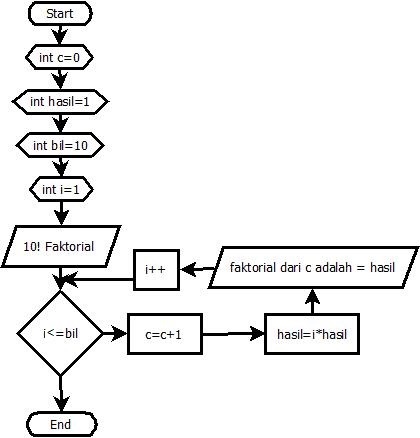 Start
int c=0
int hasil=1
int bil=10
int i=1
10! Faktorial
i<=bil
c=c+1
hasil=i*hasil
faktorial dari c adalah = hasil
i++
End